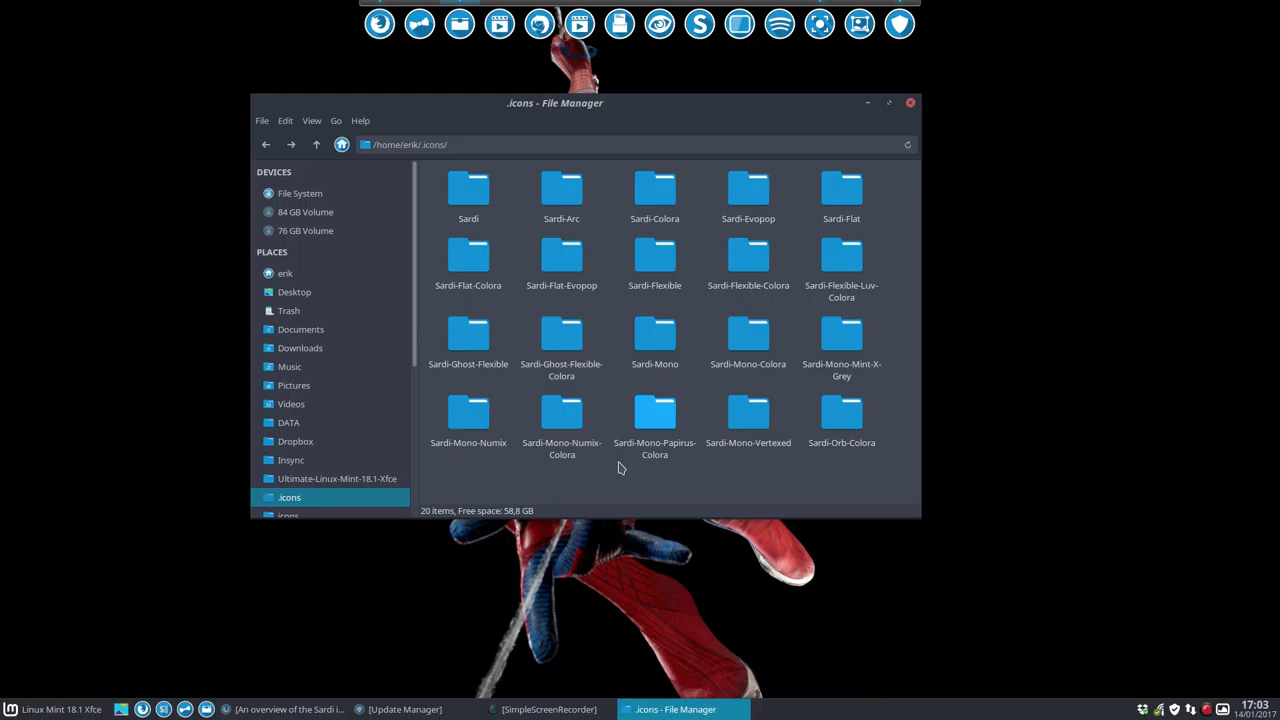 .icons - File Manager
File Edit View Go Help
/home/erik/.icons/
DEVICES
File System
84 GB Volume
76 GB Volume
PLACES
erik
Desktop
Trash
Documents
Downloads
Music
Pictures
Videos
DATA
Dropbox
Insync
Ultimate-Linux-Mint-18.1-Xfce
.icons
icons
Sardi Sardi-Arc Sardi-Colora Sardi-Evopop Sardi-Flat
Sardi-Flat-Colora Sardi-Flat-Evopop Sardi-Flexible Sardi-Flexible-Colora Sardi-Flexible-Luv-
Colora
Sardi-Ghost-Flexible Sardi-Ghost-Flexible- Sardi-Mono Sardi-Mono-Colora Sardi-Mono-Mint-X-
Colora Grey
Sardi-Mono-Numix Sardi-Mono-Numix- Sardi-Mono-Papirus- Sardi-Mono-Vertexed Sardi-Orb-Colora
Colora Colora
20 items, Free space: 58,8 GB
Linux Mint 18.1 Xfce [An overview of the Sardi i... [Update Manager] [SimpleScreenRecorder] .icons - File Manager 17:03
14/01/2017